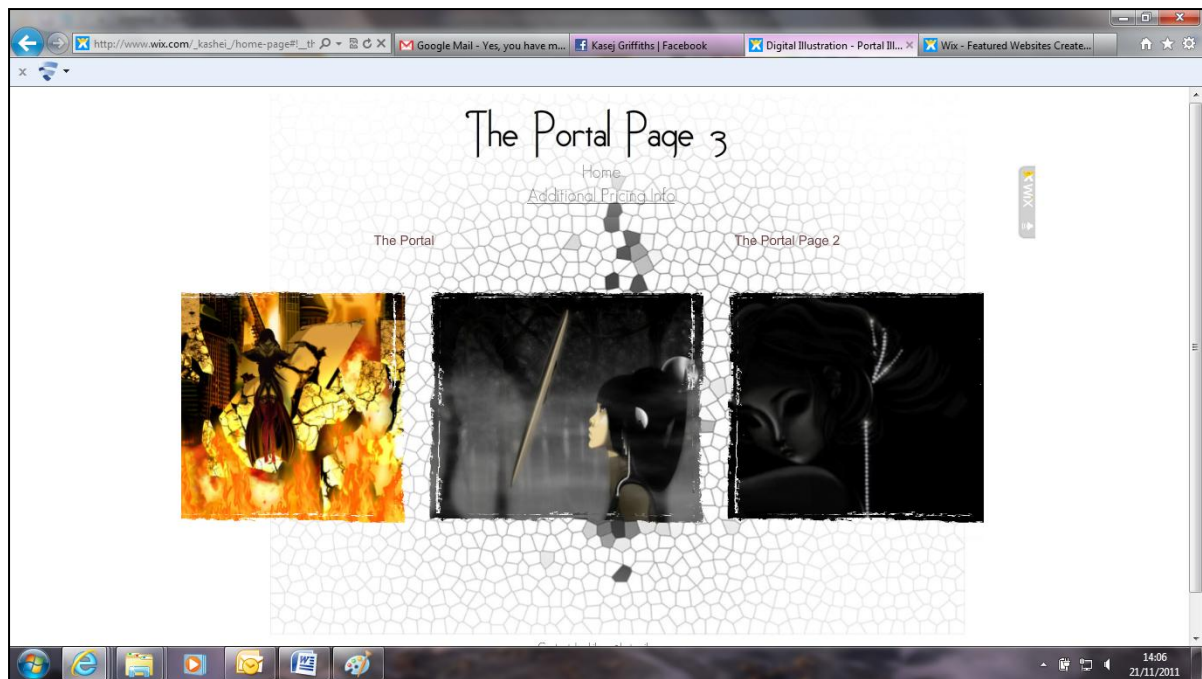 http://www.wix.com/_kashei_/home-page#!__th
Google Mail - Yes, you have m...
Kasej Griffiths | Facebook
Digital Illustration - Portal Ill...
Wix - Featured Websites Create...
The Portal Page 3
Home
Additional Pricing Info
WIX
The Portal
The Portal Page 2
14:06
21/11/2011